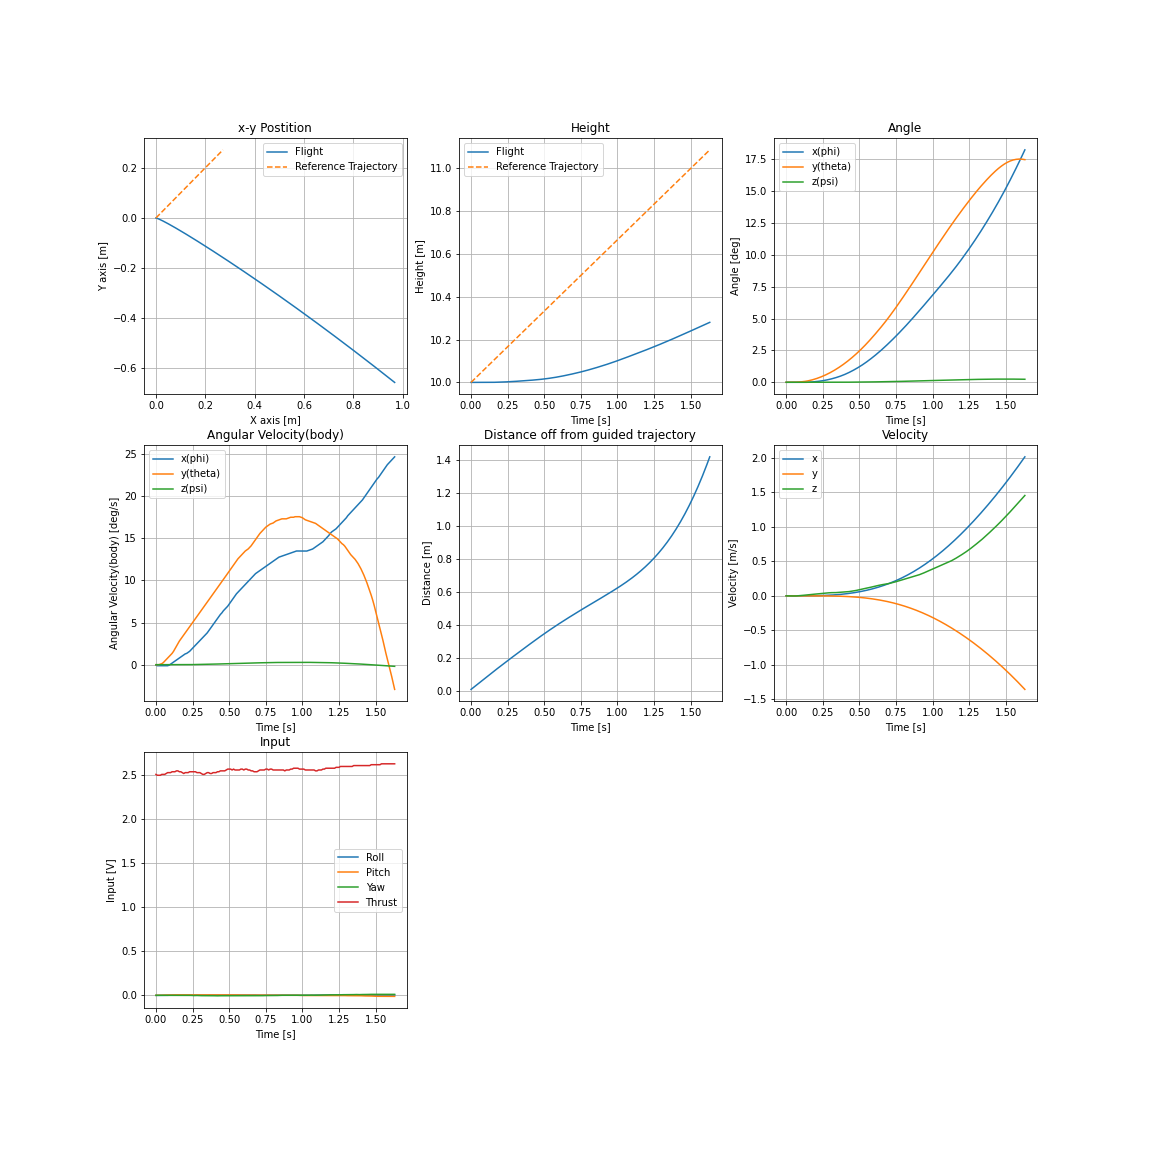 x-y Postition
Flight
Reference Trajectory
0.2
0.0
−0.2
−0.4
−0.6
Y axis [m]
0.0 0.2 0.4 0.6 0.8 1.0
X axis [m]
Height
Flight
Reference Trajectory
11.0
10.8
10.6
10.4
10.2
10.0
Height [m]
0.00 0.25 0.50 0.75 1.00 1.25 1.50
Time [s]
Angle
x(phi)
y(theta)
z(psi)
17.5
15.0
12.5
10.0
7.5
5.0
2.5
0.0
Angle [deg]
0.00 0.25 0.50 0.75 1.00 1.25 1.50
Time [s]
Angular Velocity(body)
x(phi)
y(theta)
z(psi)
25
20
15
10
5
0
Angular Velocity(body) [deg/s]
0.00 0.25 0.50 0.75 1.00 1.25 1.50
Time [s]
Distance off from guided trajectory
1.4
1.2
1.0
0.8
0.6
0.4
0.2
0.0
Distance [m]
0.00 0.25 0.50 0.75 1.00 1.25 1.50
Time [s]
Velocity
x
y
z
2.0
1.5
1.0
0.5
0.0
−0.5
−1.0
−1.5
Velocity [m/s]
0.00 0.25 0.50 0.75 1.00 1.25 1.50
Time [s]
Input
2.5
2.0
1.5
1.0
0.5
0.0
Input [V]
Roll
Pitch
Yaw
Thrust
0.00 0.25 0.50 0.75 1.00 1.25 1.50
Time [s]